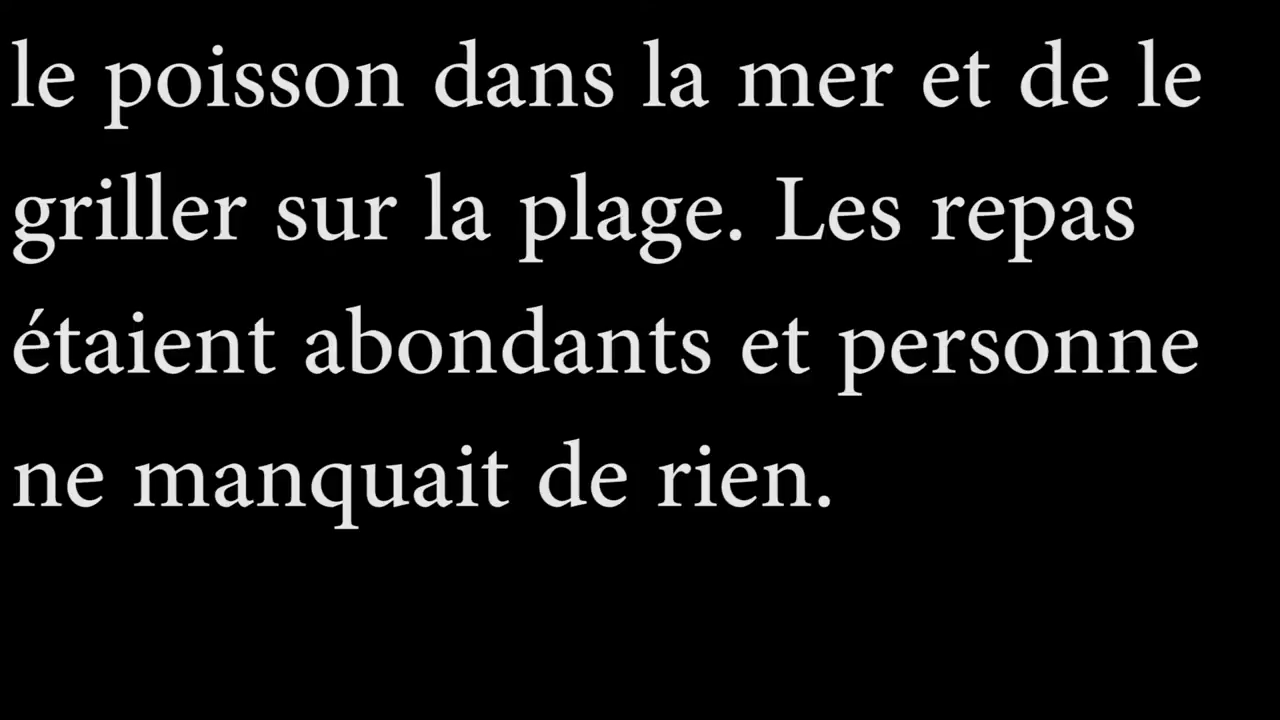 le poisson dans la mer et de le
griller sur la plage. Les repas
étaient abondants et personne
ne manquait de rien.